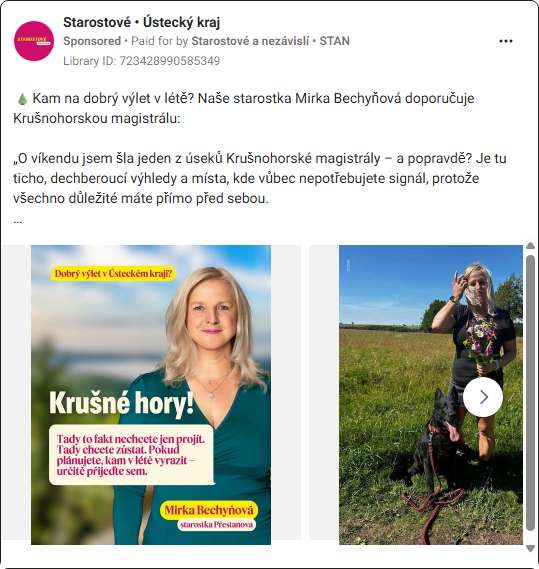 STAROSTOVÉ
Starostové • Ústecký kraj
Sponsored • Paid for by Starostové a nezávislí • STAN
Library ID: 723428990585349
Kam na dobrý výlet v létě? Naše starostka Mirka Bechyňová doporučuje
Krušnohorskou magistrálu:
„O víkendu jsem šla jeden z úseků Krušnohorské magistrály – a popravdě? Je tu
ticho, dechberoucí výhledy a místa, kde vůbec nepotřebujete signál, protože
všechno důležité máte přímo před sebou.
...
Dobrý výlet v Ústeckém kraji?
Krušné hory!
Tady to fakt nechcete jen projít.
Tady chcete zůstat. Pokud
plánujete, kam v létě vyrazit –
určitě přijeďte sem.
Mirka Bechyňová
starostka Přestanova